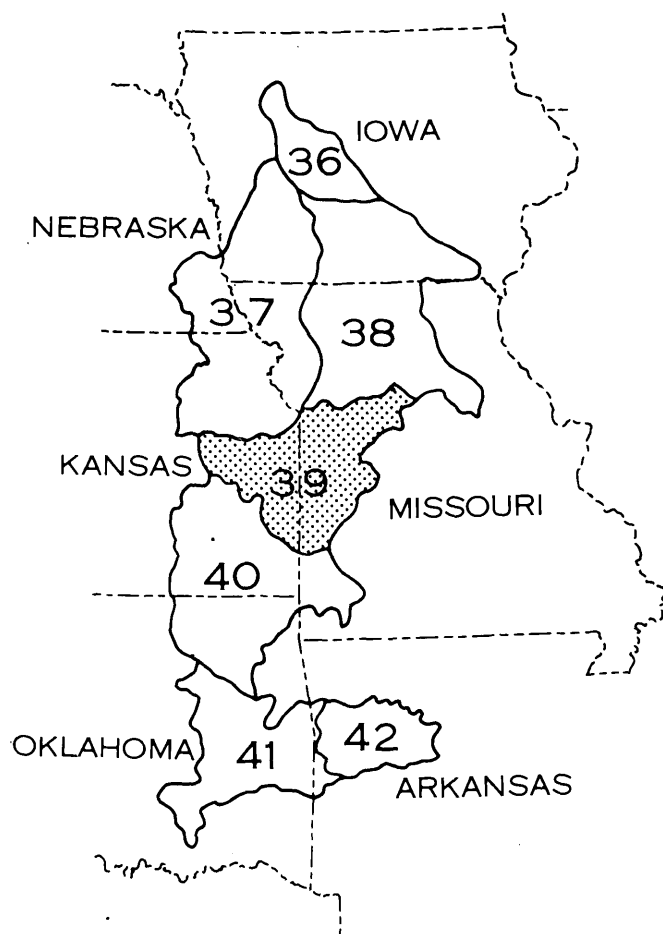 IOWA
36
NEBRASKA
37
38
KANSAS
39
MISSOURI
40
OKLAHOMA
41
42
ARKANSAS